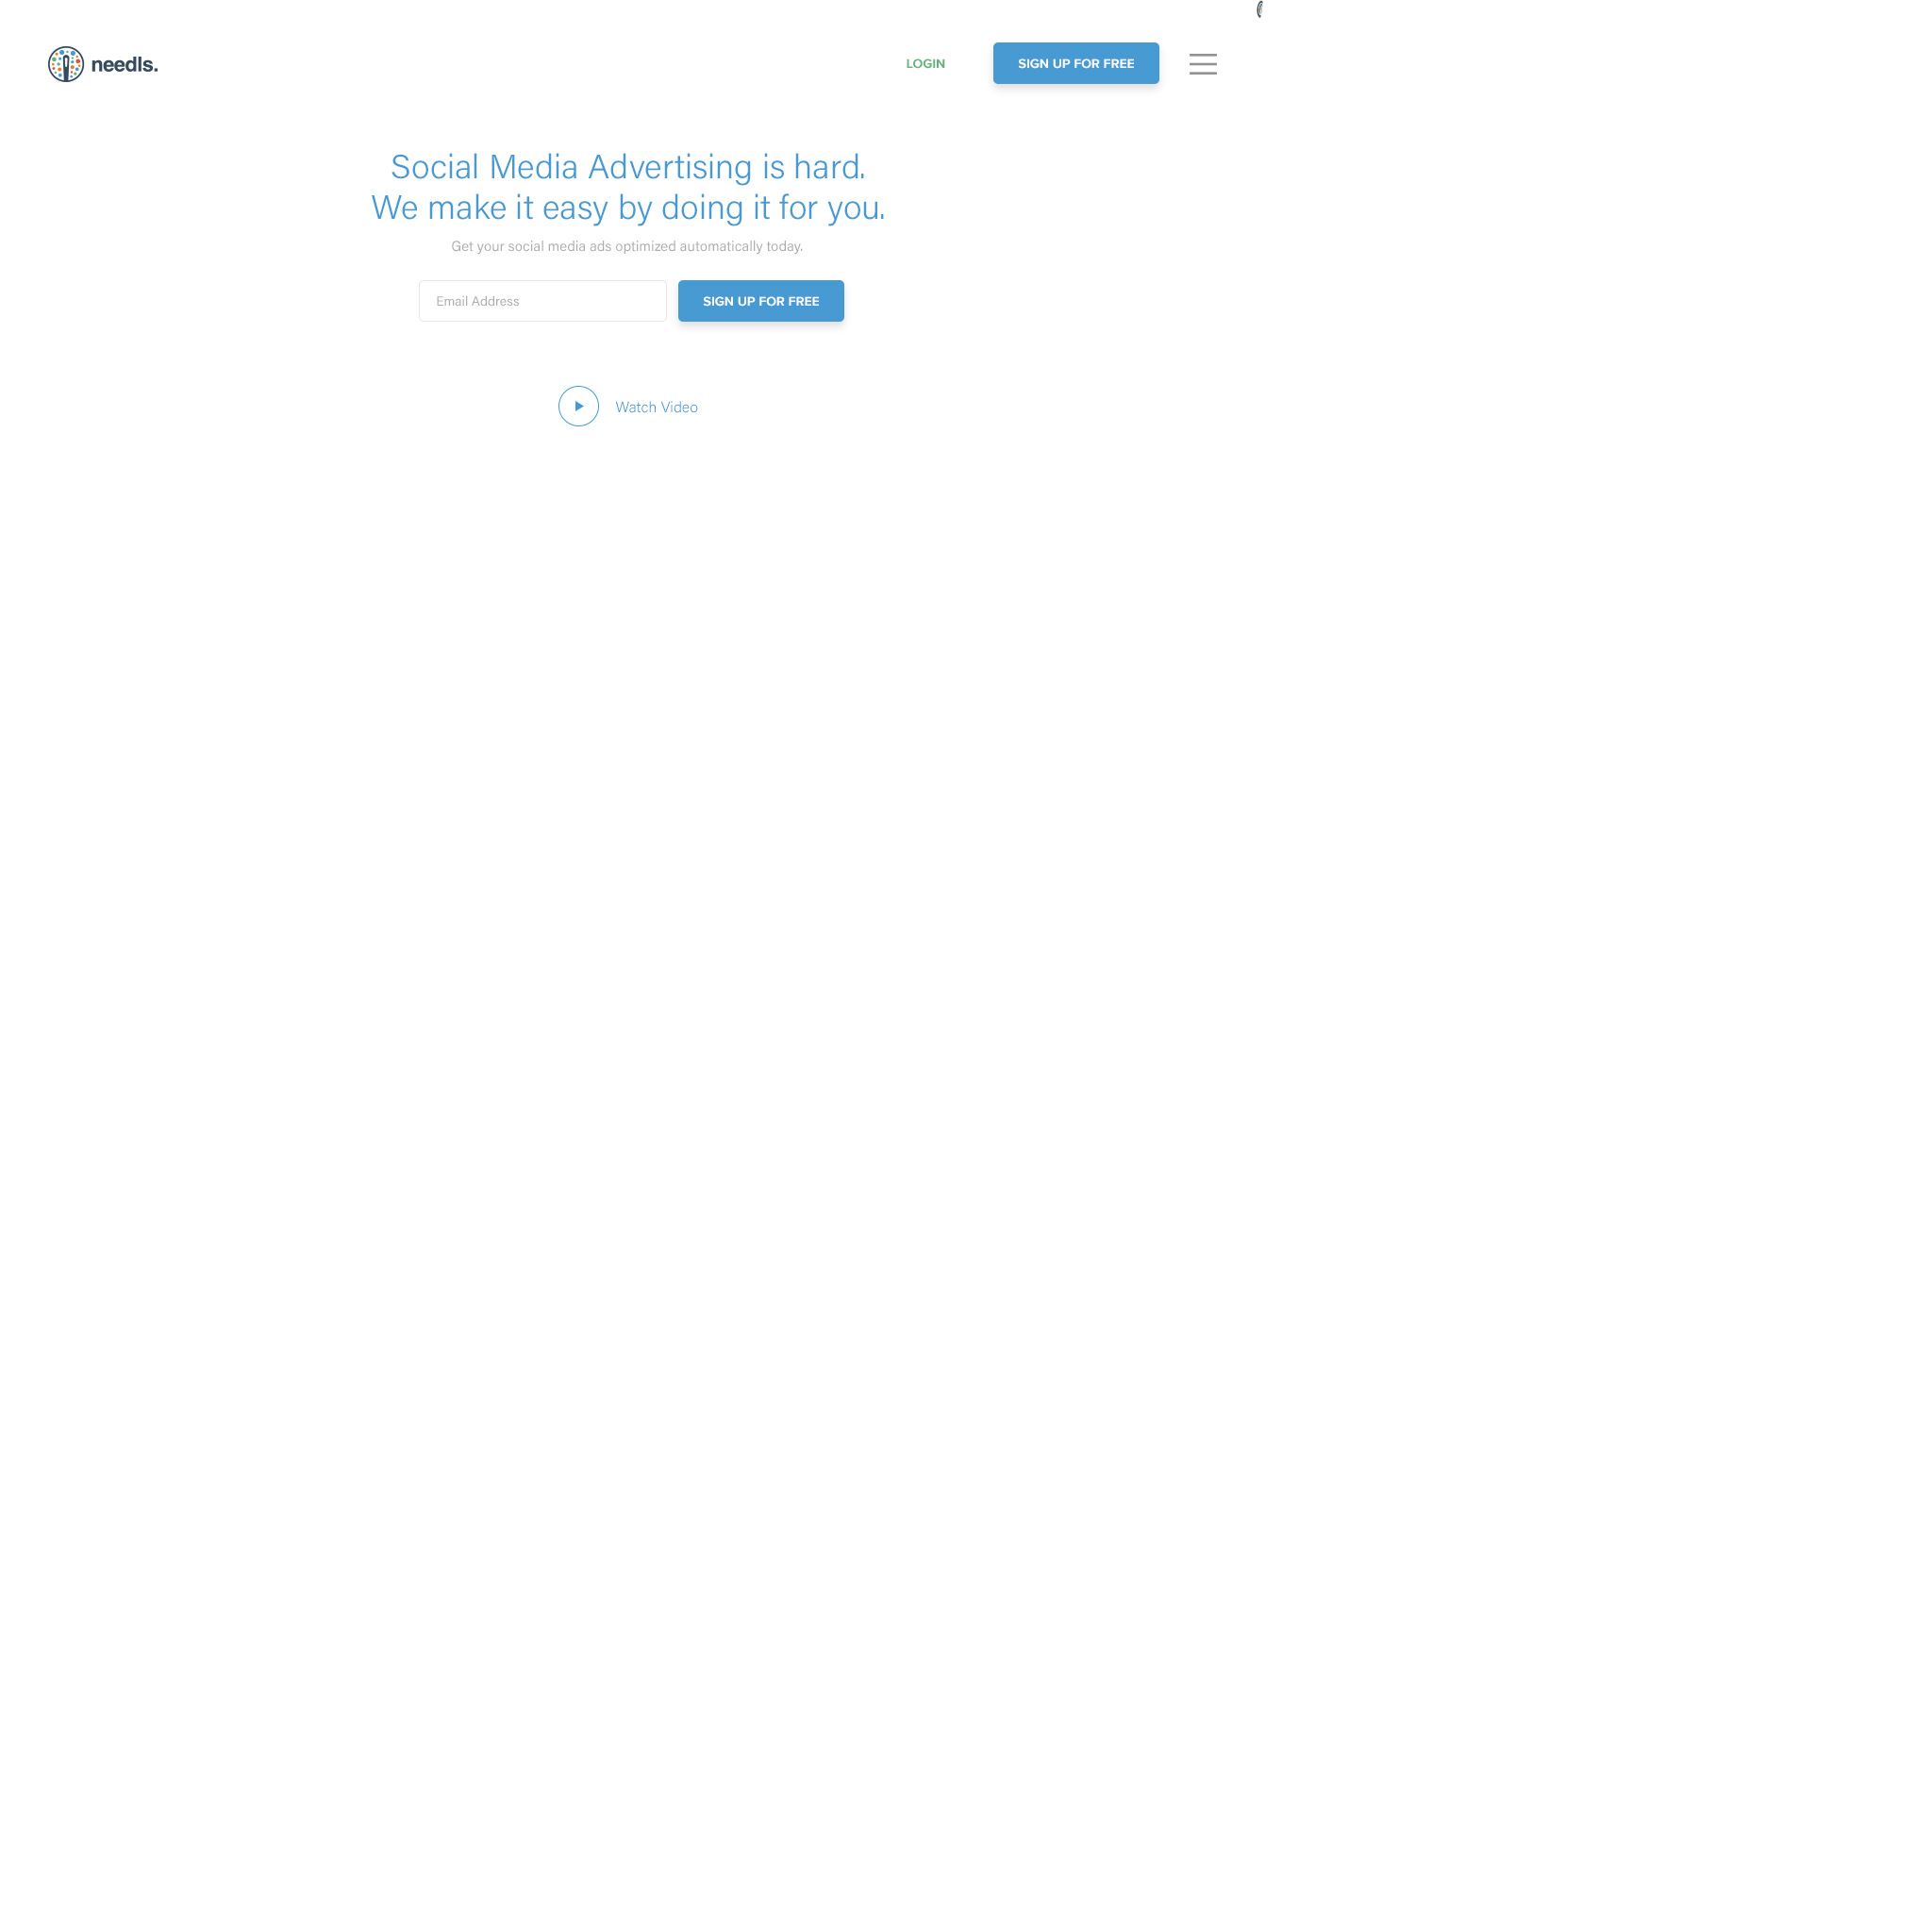 needls.
LOGIN
SIGN UP FOR FREE
Social Media Advertising is hard.
We make it easy by doing it for you.
Get your social media ads optimized automatically today.
Email Address
SIGN UP FOR FREE
Watch Video